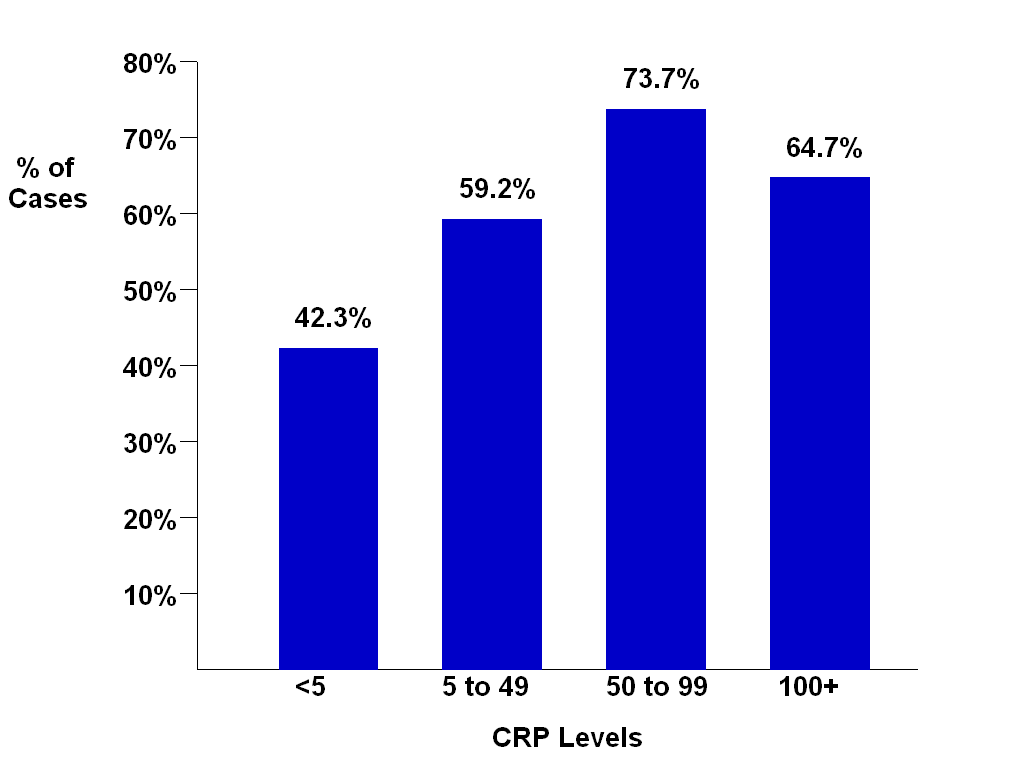 80%
73.7%
70%
64.7%
% of
Cases
59.2%
60%
50%
42.3%
40%
30%
20%
10%
<5
5 to 49
50 to 99
100+
CRP Levels